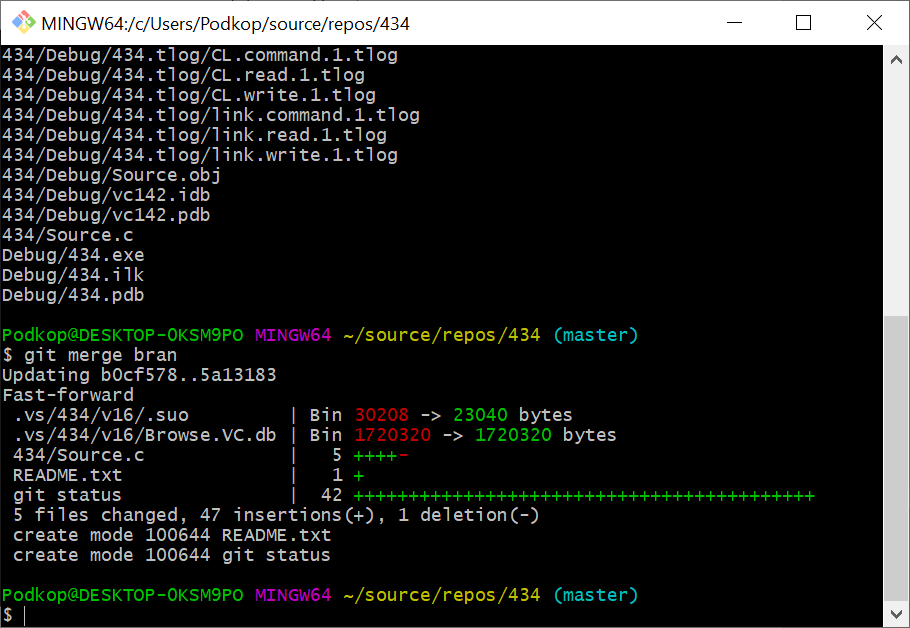 MINGW64:/c/Users/Podkop/source/repos/434
434/Debug/434.tlog/CL.command.1.tlog
434/Debug/434.tlog/CL.read.1.tlog
434/Debug/434.tlog/CL.write.1.tlog
434/Debug/434.tlog/link.command.1.tlog
434/Debug/434.tlog/link.read.1.tlog
434/Debug/434.tlog/link.write.1.tlog
434/Debug/Source.obj
434/Debug/vc142.idb
434/Debug/vc142.pdb
434/Source.c
Debug/434.exe
Debug/434.ilk
Debug/434.pdb
Podkop@DESKTOP-0KSM9PO MINGW64 ~/source/repos/434 (master)
$ git merge bran
Updating b0cf578..5a13183
Fast-forward
 .vs/434/v16/.suo         | Bin 30208 -> 23040 bytes
 .vs/434/v16/Browse.VC.db | Bin 1720320 -> 1720320 bytes
 434/Source.c             |   5 ++++-
 README.txt               |   1 +
 git status               |  42 ++++++++++++++++++++++++++++++++++++++++++
 5 files changed, 47 insertions(+), 1 deletion(-)
 create mode 100644 README.txt
 create mode 100644 git status
Podkop@DESKTOP-0KSM9PO MINGW64 ~/source/repos/434 (master)
$